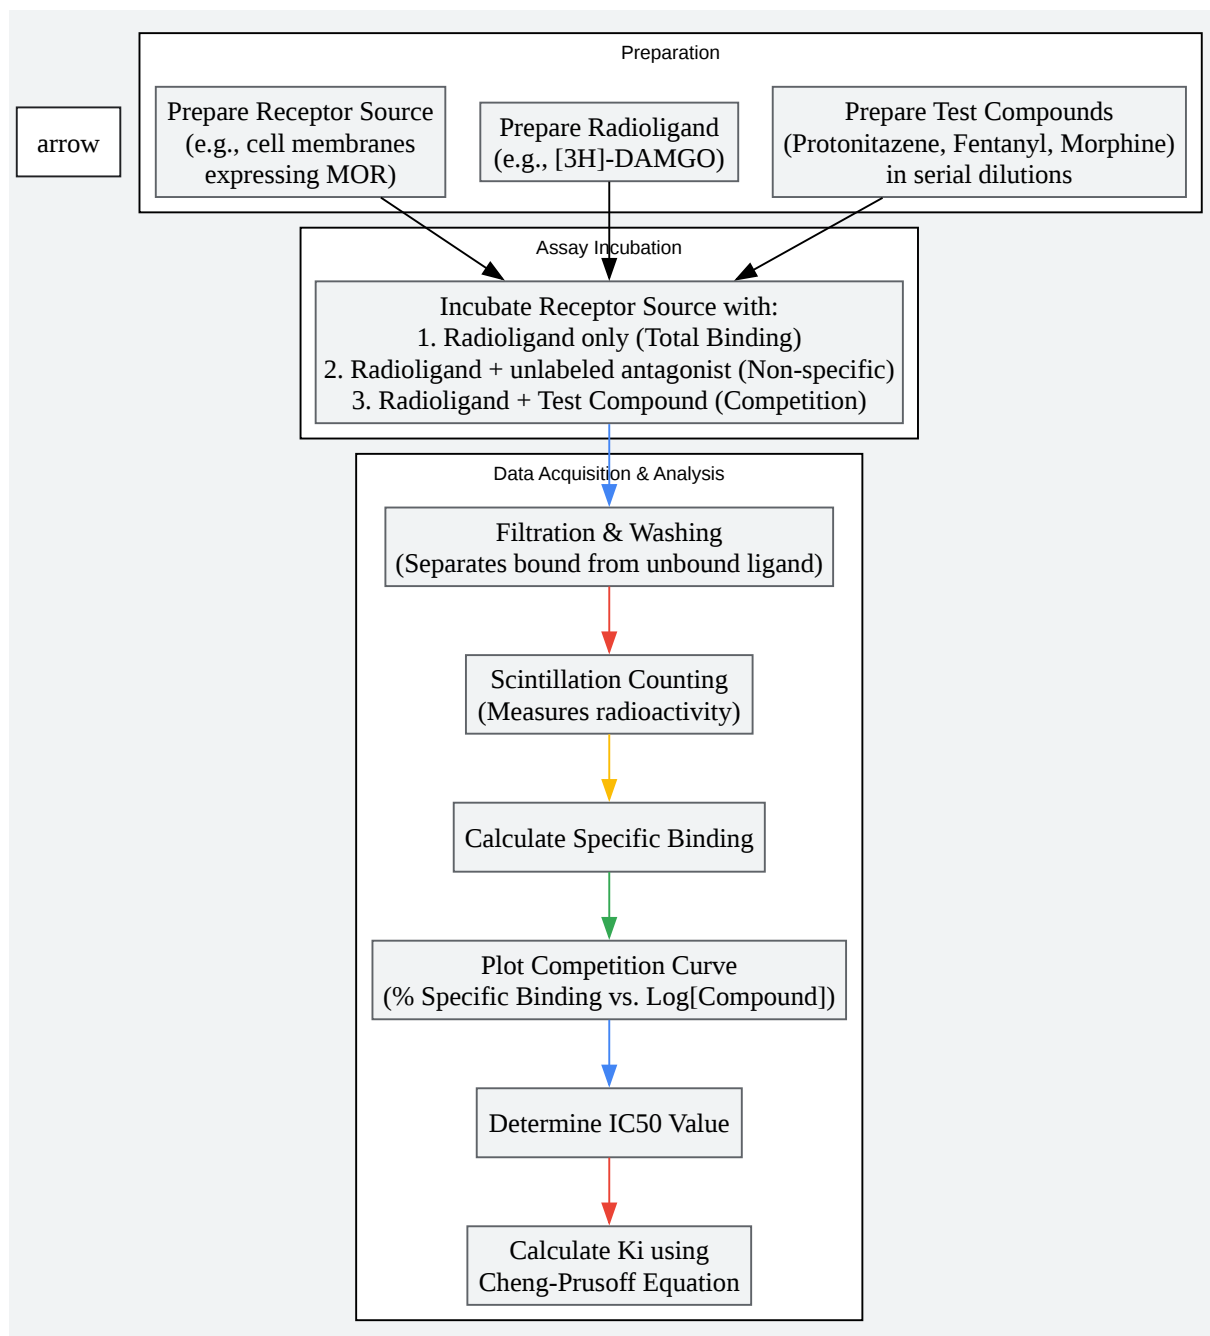 Preparation
arrow
Prepare Receptor Source
(e.g., cell membranes
expressing MOR)
Prepare Radioligand
(e.g., [3H]-DAMGO)
Prepare Test Compounds
(Protonitazene, Fentanyl, Morphine)
in serial dilutions
Assay Incubation
Incubate Receptor Source with:
1. Radioligand only (Total Binding)
2. Radioligand + unlabeled antagonist (Non-specific)
3. Radioligand + Test Compound (Competition)
Data Acquisition & Analysis
Filtration & Washing
(Separates bound from unbound ligand)
Scintillation Counting
(Measures radioactivity)
Calculate Specific Binding
Plot Competition Curve
(% Specific Binding vs. Log[Compound])
Determine IC50 Value
Calculate Ki using
Cheng-Prusoff Equation